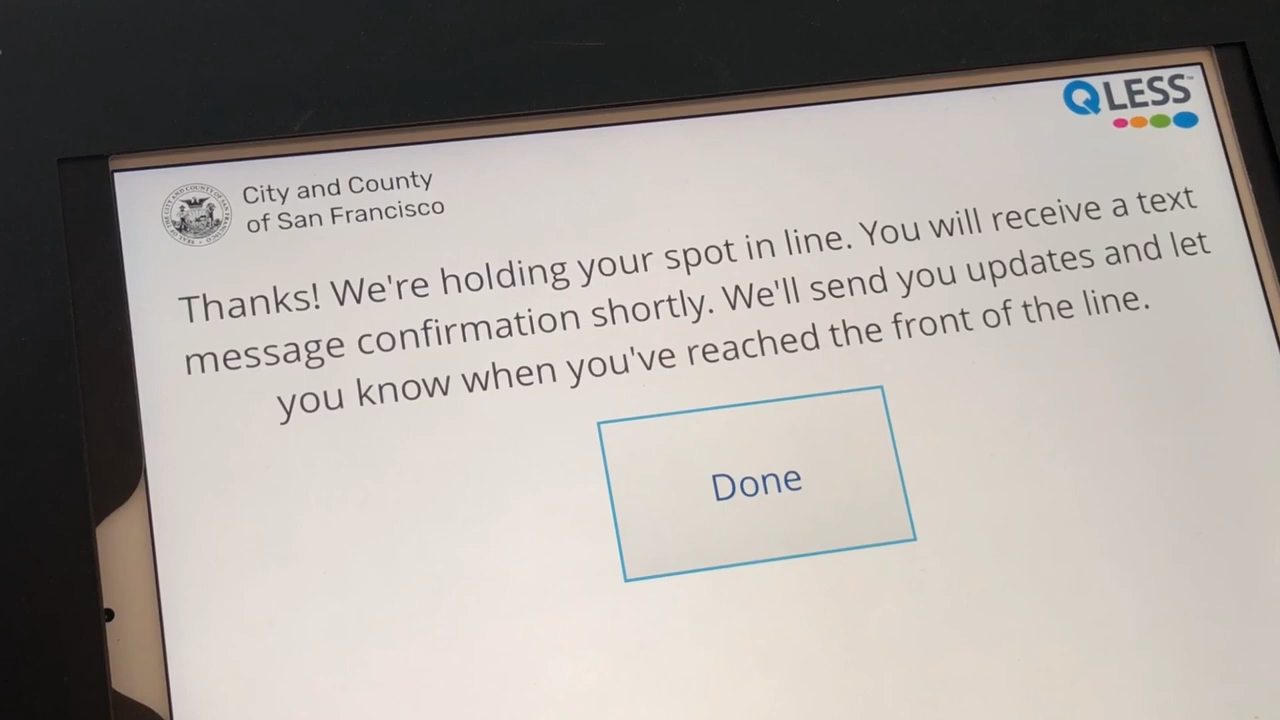 QLESS™
City and County
of San Francisco
Thanks! We're holding your spot in line. You will receive a text
message confirmation shortly. We'll send you updates and let
you know when you've reached the front of the line.
Done